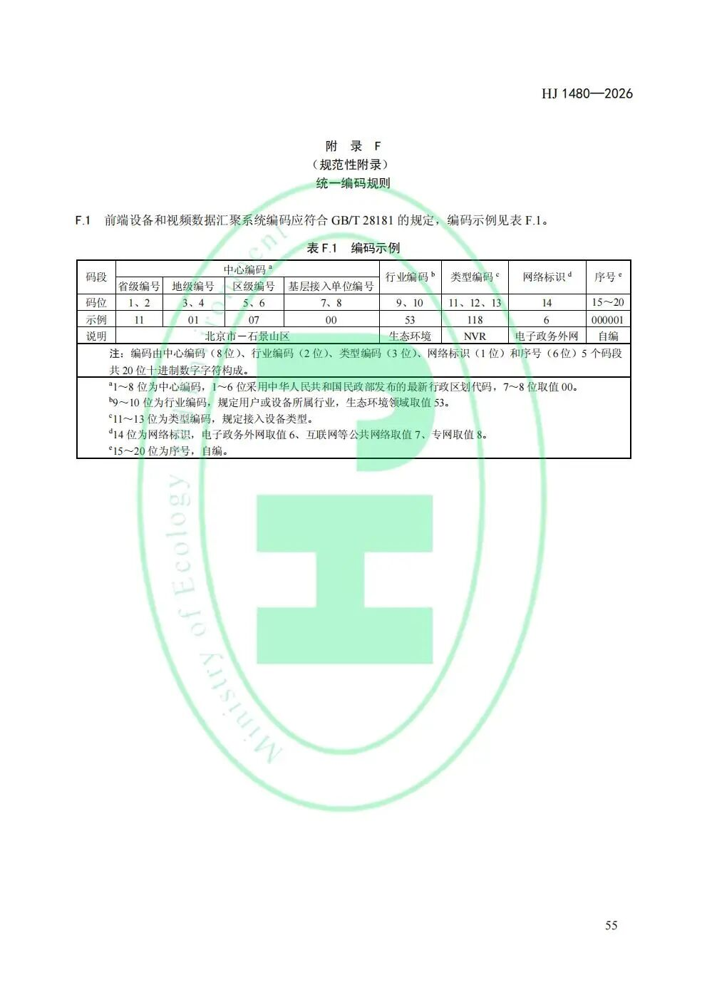 HJ 1480—2026
附 录 F
（规范性附录）
统一编码规则
F.1 前端设备和视频数据汇聚系统编码应符合 GB/T 28181 的规定，编码示例见表 F.1。
表 F.1 编码示例
码段 中心编码 a 行业编码 b 类型编码 c 网络标识 d 序号 e
省级编号 地级编号 区级编号 基层接入单位编号
码位 1、2 3、4 5、6 7、8 9、10 11、12、13 14 15～20
示例 11 01 07 00 53 118 6 000001
说明 北京市－石景山区 生态环境 NVR 电子政务外网 自编
注：编码由中心编码（8 位）、行业编码（2 位）、类型编码（3 位）、网络标识（1 位）和序号（6 位）5 个码段
共 20 位十进制数字字符构成。
a1～8 位为中心编码，1～6 位采用中华人民共和国民政部发布的最新行政区划代码，7～8 位取值 00。
b9～10 位为行业编码，规定用户或设备所属行业，生态环境领域取值 53。
c11～13 位为类型编码，规定接入设备类型。
d14 位为网络标识，电子政务外网取值 6、互联网等公共网络取值 7、专网取值 8。
e15～20 位为序号，自编。
Ministry of Ecology and
55